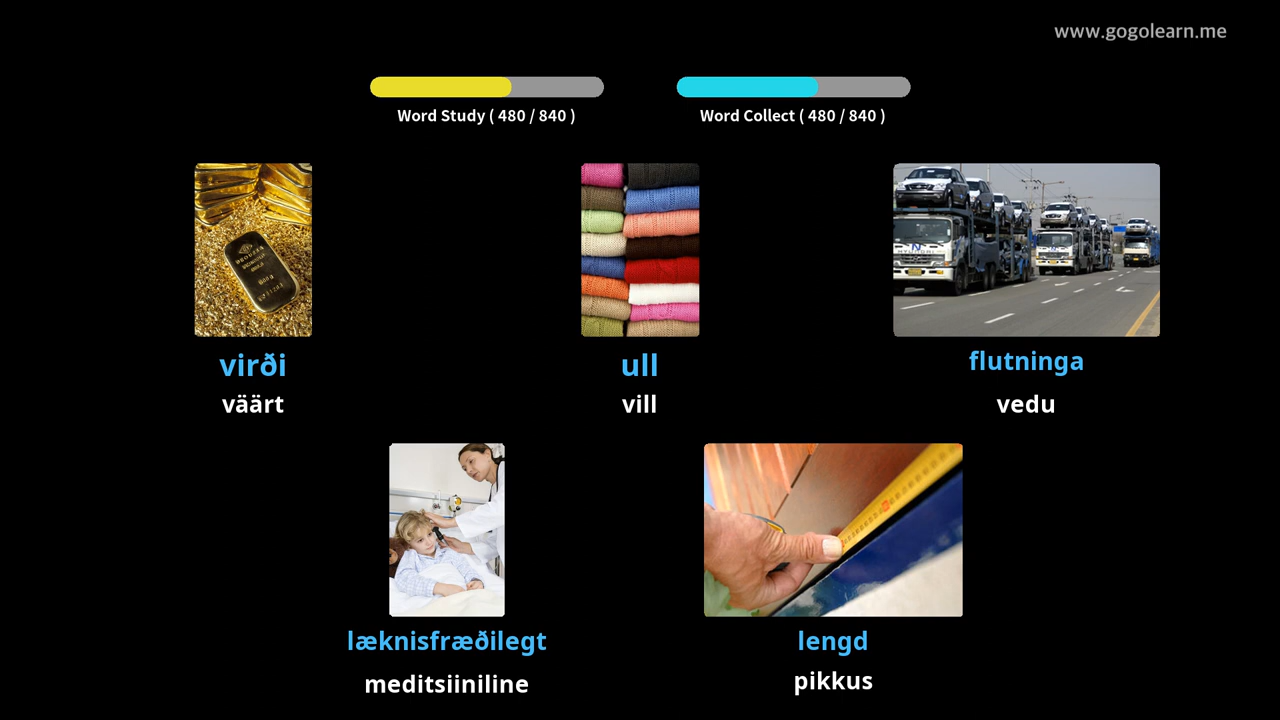 www.gogolearn.me
Word Study ( 480 / 840 )
Word Collect ( 480 / 840 )
virði
ull
flutninga
väärt
vill
vedu
læknisfræðilegt
lengd
meditsiiniline
pikkus